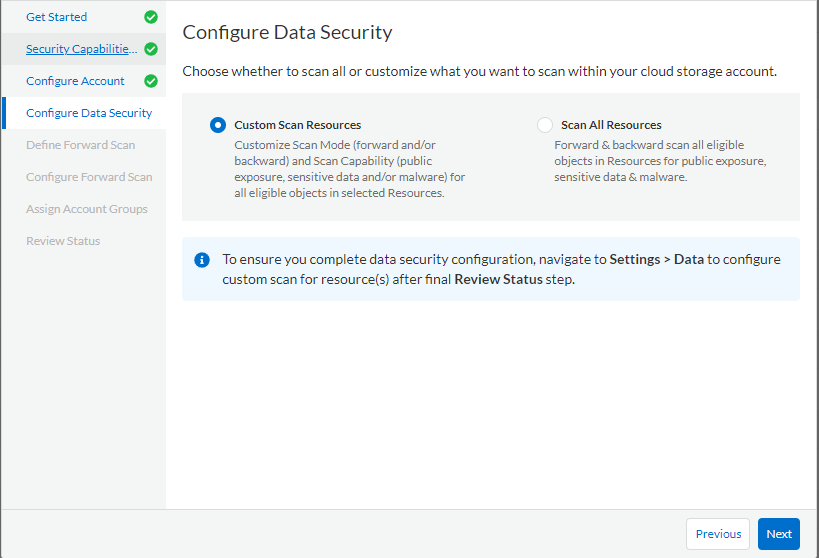 Get Started
Security Capabilitie...
Configure Account
Configure Data Security
Define Forward Scan
Configure Forward Scan
Assign Account Groups
Review Status
Configure Data Security
Choose whether to scan all or customize what you want to scan within your cloud storage account.
Custom Scan Resources
Customize Scan Mode (forward and/or
backward) and Scan Capability (public
exposure, sensitive data and/or malware) for
all eligible objects in selected Resources.
Scan All Resources
Forward & backward scan all eligible
objects in Resources for public exposure,
sensitive data & malware.
To ensure you complete data security configuration, navigate to Settings > Data to configure
custom scan for resource(s) after final Review Status step.
Previous
Next